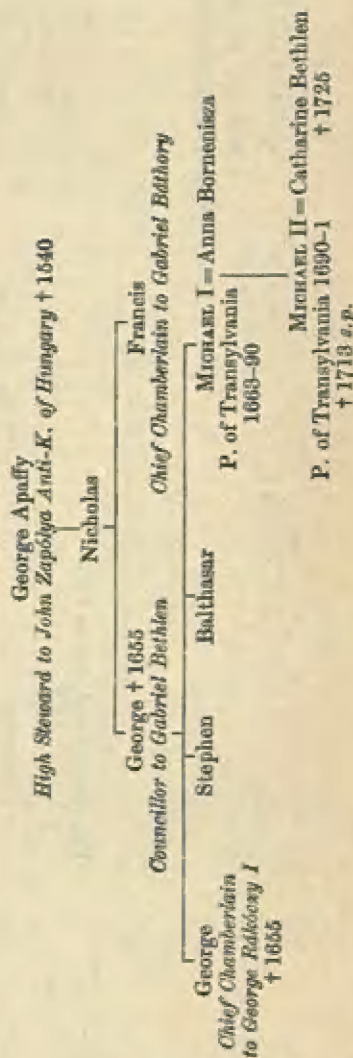 George Apaffy
High Steward to John Zapólya Anti-K. of Hungary † 1540
Nicholas
George † 1655
Councillor to Gabriel Bethlen
Francis
Chief Chamberlain to Gabriel Báthory
George
Chief Chamberlain
to George Rákóczy I
† 1655
Stephen
Balthasar
MICHAEL I = Anna Bornemisza
P. of Transylvania
1663-90
MICHAEL II = Catharine Bethlen
P. of Transylvania 1690-1 † 1725
† 1713 s.p.